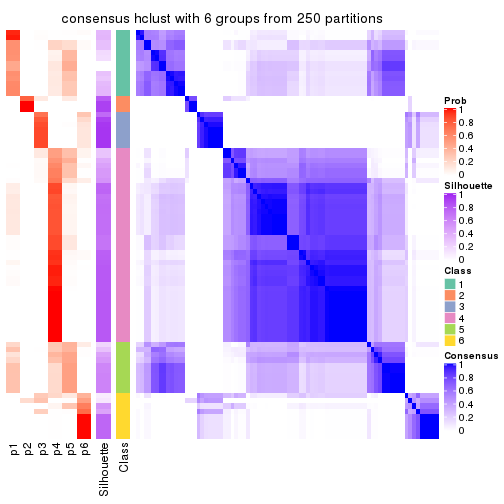 consensus hclust with 6 groups from 250 partitions
Prob
1
0.8
0.6
0.4
0.2
0
Silhouette
1
0.8
0.6
0.4
0.2
0
Class
1
2
3
4
5
6
Consensus
1
0.8
0.6
0.4
0.2
0
p1
p2
p3
p4
p5
p6
Silhouette
Class